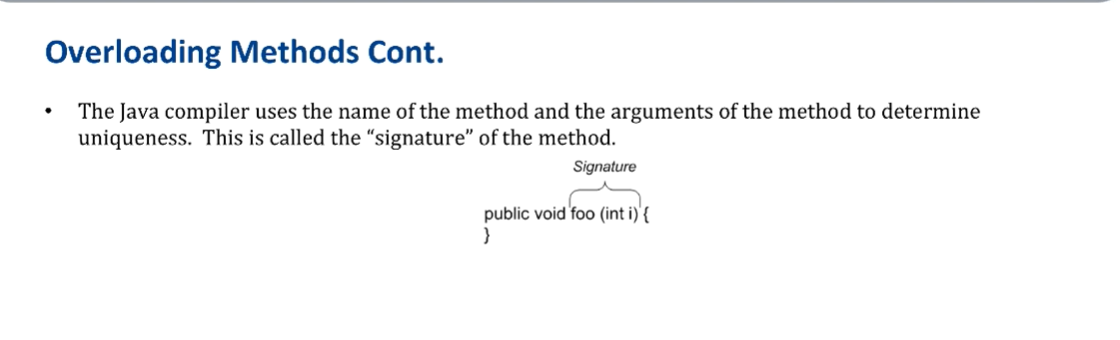 Overloading Methods Cont.
• The Java compiler uses the name of the method and the arguments of the method to determine
uniqueness.  This is called the “signature” of the method.
Signature
public void foo (int i) {
}